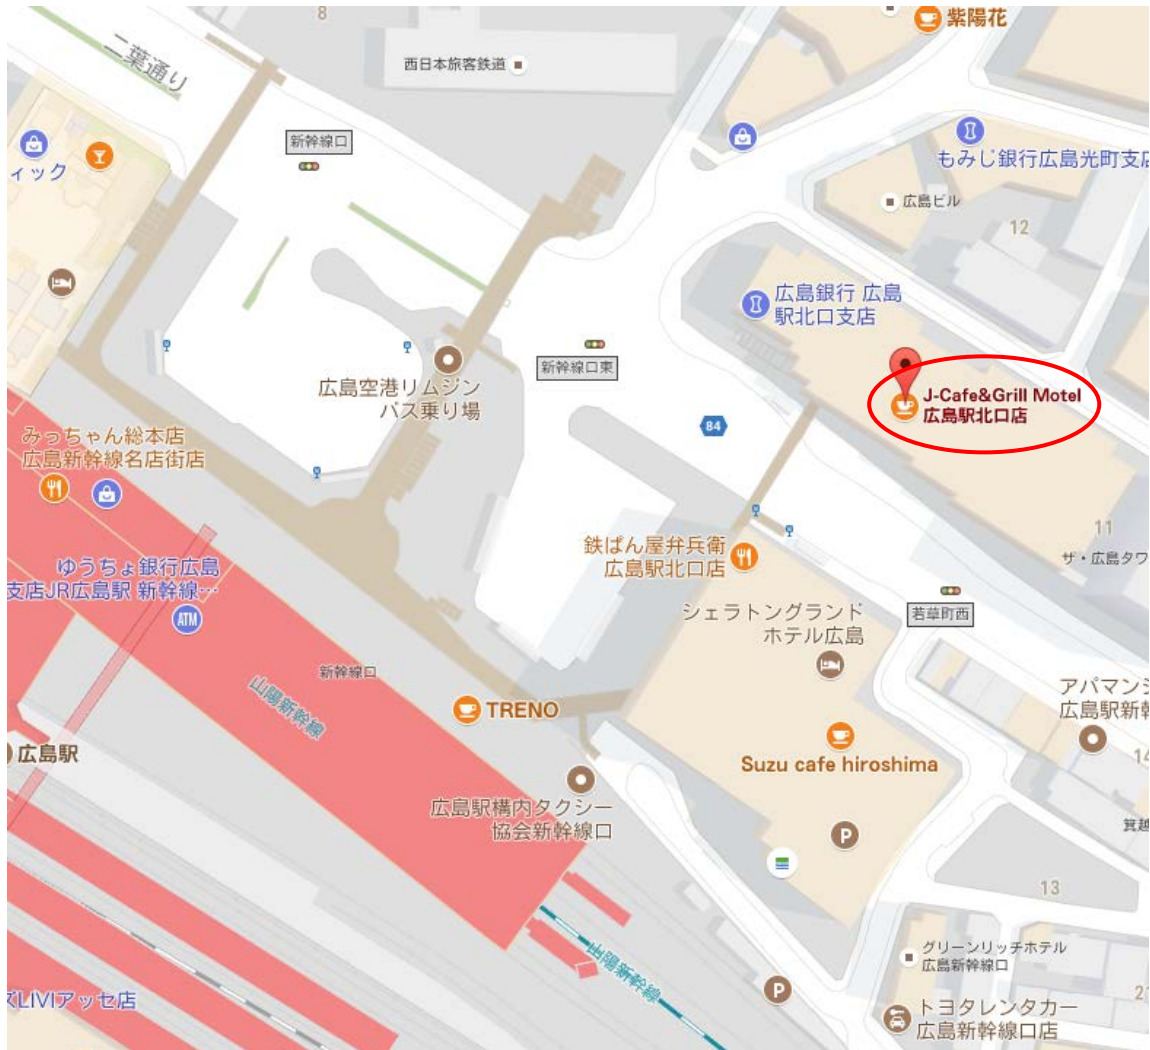 8
紫陽花
二葉通り
西日本旅客鉄道
新幹線口
もみじ銀行広島光町支店
ィック
広島ビル
12
広島銀行 広島
駅北口支店
新幹線口東
広島空港リムジン
バス乗り場
J-Cafe&Grill Motel
広島駅北口店
84
みっちゃん総本店
広島新幹線名店街店
11
鉄ぱん屋弁兵衛
広島駅北口店
ザ・広島タワ
ゆうちょ銀行広島
支店JR広島駅 新幹線…
ATM
シェラトングランド
ホテル広島
若草町西
新幹線口
山陽新幹線
アパマンシ
広島駅新幹
TRENO
広島駅
Suzu cafe hiroshima
14
広島駅構内タクシー
協会新幹線口
P
箕越
13
グリーンリッチホテル
広島新幹線口
山陽新幹線
P
ズLIVIアッセ店
21
トヨタレンタカー
広島新幹線口店